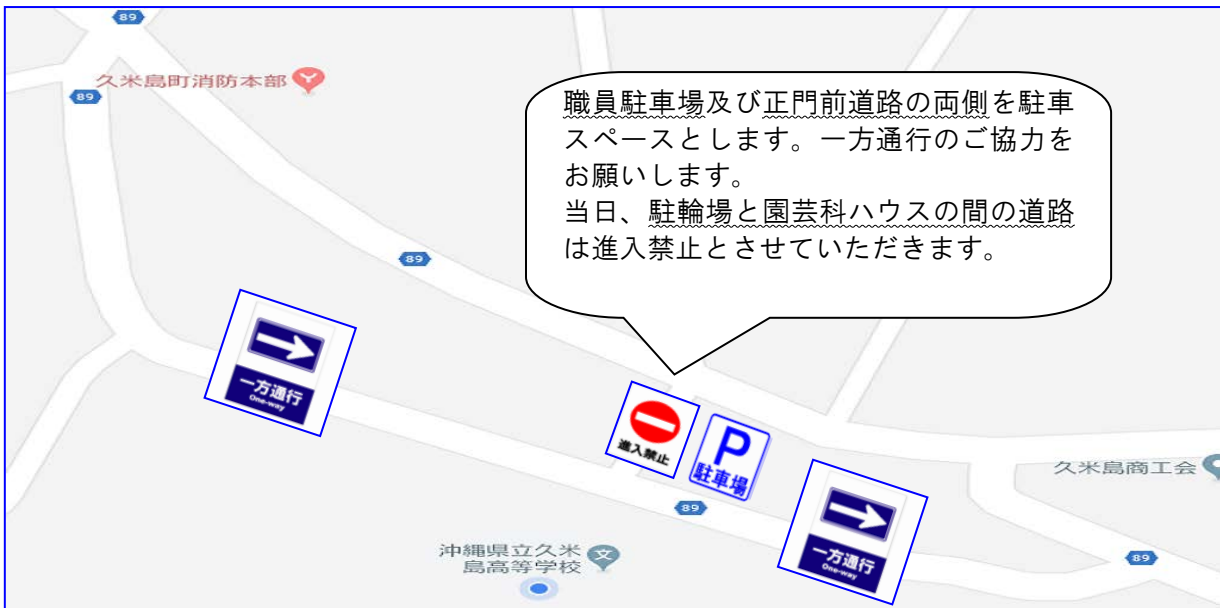 89
久米島町消防本部
89
職員駐車場及び正門前道路の両側を駐車
スペースとします。一方通行のご協力を
お願いします。
当日、駐輪場と園芸科ハウスの間の道路
は進入禁止とさせていただきます。
89
一方通行
One-way
進入禁止
P
駐車場
久米島商工会
89
一方通行
One-way
沖縄県立久米
島高等学校
文
89